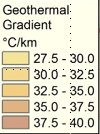 Geothermal
Gradient
°C/km
27.5 - 30.0
30.0 - 32.5
32.5 - 35.0
35.0 - 37.5
37.5 - 40.0